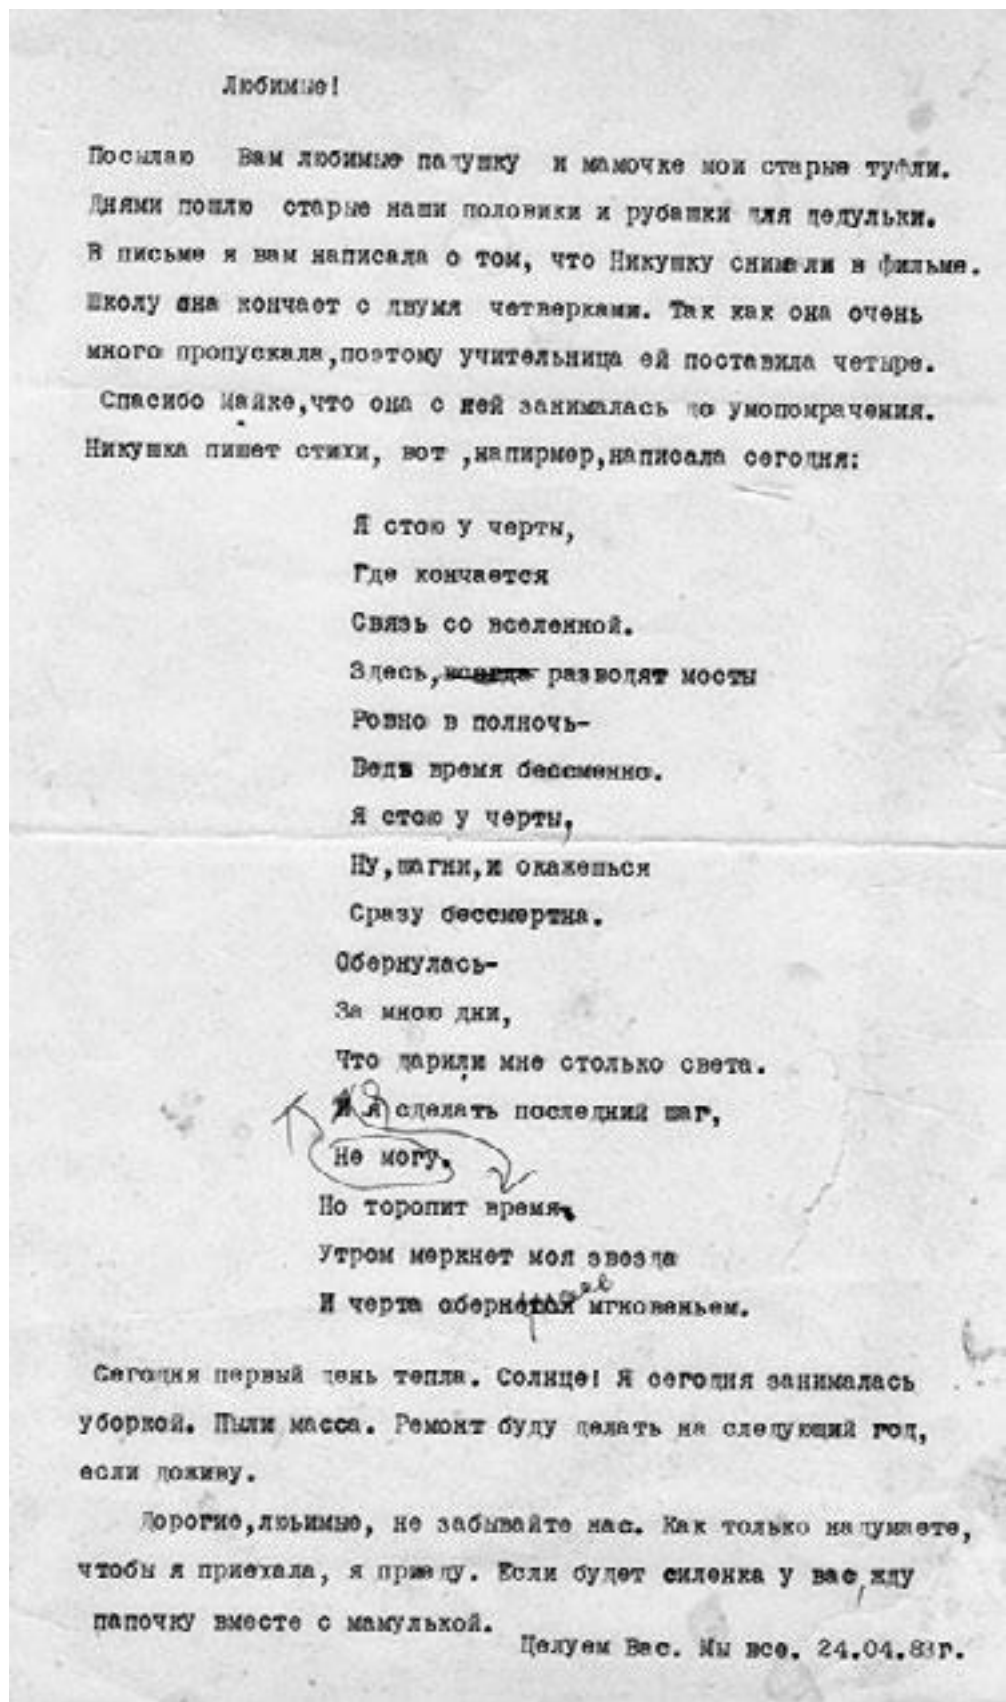 Любимые!
Посылаю Вам любимые падушку и мамочке мои старые туфли.
Днями пошлю старые наши половики и рубашки для дедульки.
В письме я вам написала о том, что Никушку снимали в фильме.
Школу она кончает с двумя четверками. Так как она очень
много пропускала,поэтому учительница ей поставила четыре.
Спасибо Майке,что она с ней занималась до умопомрачения.
Никушка пишет стихи, вот ,напирмер,написала сегодня:
Я стою у черты,
Где кончается
Связь со вселенной.
Здесь,всегда разводят мосты
Ровно в полночь-
Ведь время бессменно.
Я стою у черты,
Ну,шагни,и окажешься
Сразу бессмертна.
Обернулась-
За мною дни,
Что дарили мне столько света.
И я сделать последний шаг,
Не могу.
Но торопит время.
Утром меркнет моя звезда
И черта обернется мгновеньем.
Сегодня первый день тепла. Солнце! Я сегодня занималась
уборкой. Пыли масса. Ремонт буду делать на следующий год,
если доживу.
Дорогие,люьимые, не забывайте нас. Как только надумаете,
чтобы я приехала, я приеду. Если будет силенка у вас,жду
папочку вместе с мамулькой.
Целуем Вас. Мы все. 24.04.83г.